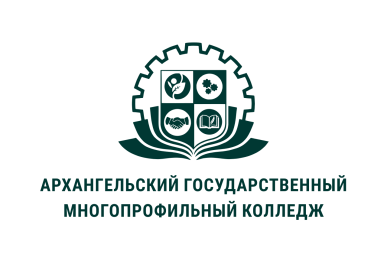 АРХАНГЕЛЬСКИЙ ГОСУДАРСТВЕННЫЙ
МНОГОПРОФИЛЬНЫЙ КОЛЛЕДЖ